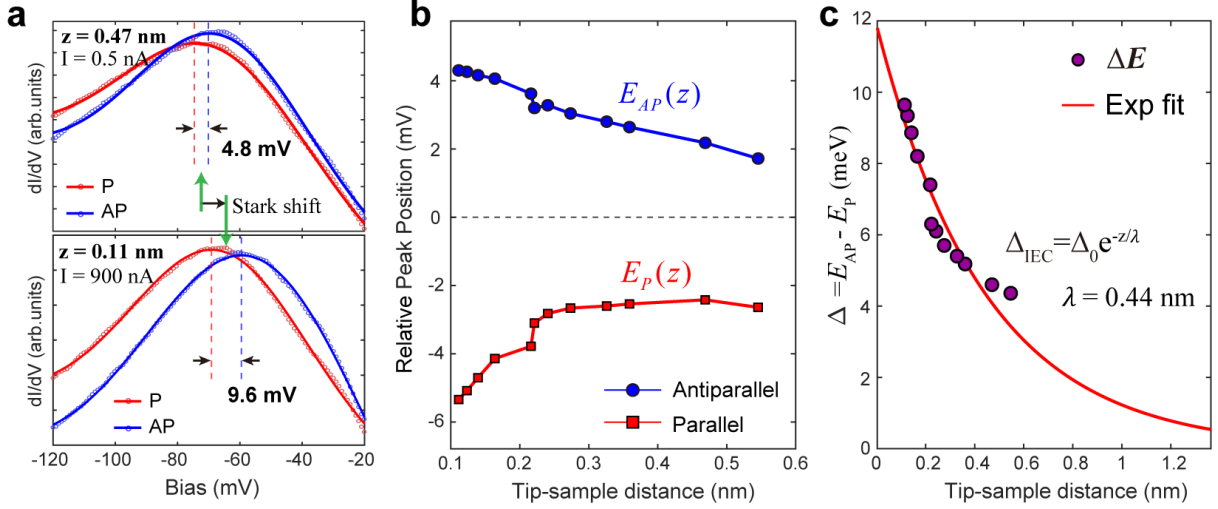 a
z = 0.47 nm
I = 0.5 nA
4.8 mV
P
AP
dI/dV (arb.units)
Stark shift
z = 0.11 nm
I = 900 nA
9.6 mV
P
AP
dI/dV (arb.units)
-120 -100 -80 -60 -40 -20
Bias (mV)
b
6
4
2
0
-2
-4
-6
Relative Peak Position (mV)
E_AP(z)
E_P(z)
Antiparallel
Parallel
0.1 0.2 0.3 0.4 0.5 0.6
Tip-sample distance (nm)
c
12
10
8
6
4
2
0
Δ = E_AP - E_P (meV)
ΔE
Exp fit
Δ_IEC=Δ_0 e^-z/λ
λ = 0.44 nm
0 0.2 0.4 0.6 0.8 1 1.2
Tip-sample distance (nm)